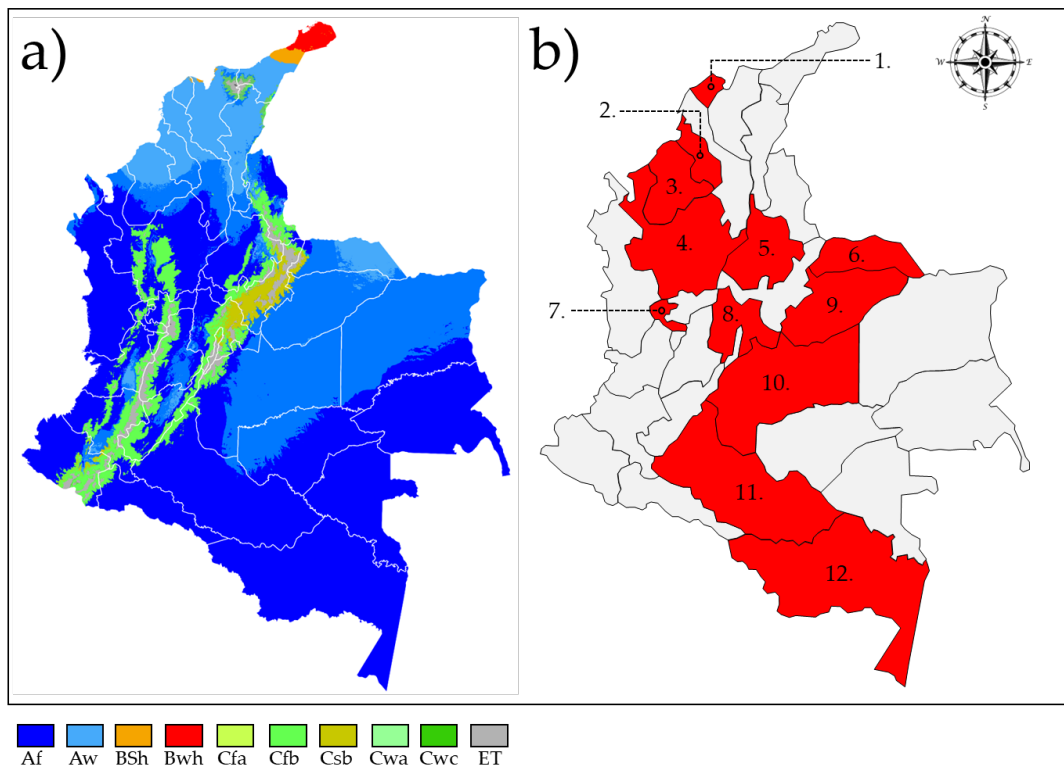 a)
b)
N
W
E
S
1.
2.
3.
4.
5.
6.
7.
8.
9.
10.
11.
12.
Af Aw BSh Bwh Cfa Cfb Csb Cwa Cwc ET